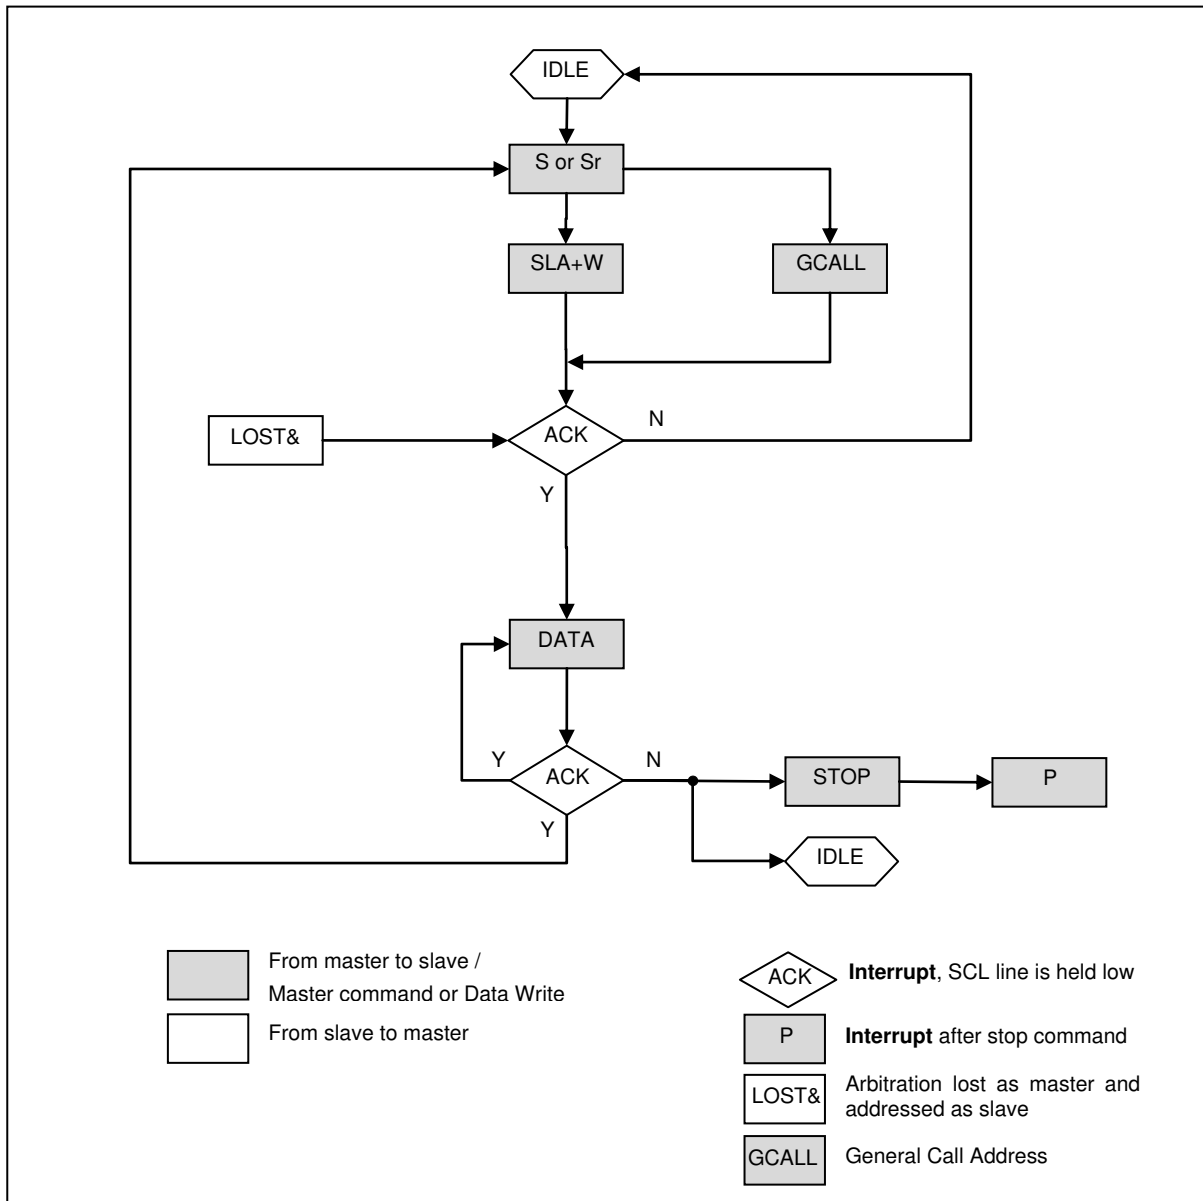 IDLE
S or Sr
SLA+W
GCALL
LOST&
ACK
N
Y
DATA
Y
ACK
N
STOP
P
Y
IDLE
From master to slave /
Master command or Data Write
From slave to master
ACK
Interrupt, SCL line is held low
P
Interrupt after stop command
LOST&
Arbitration lost as master and
addressed as slave
GCALL
General Call Address